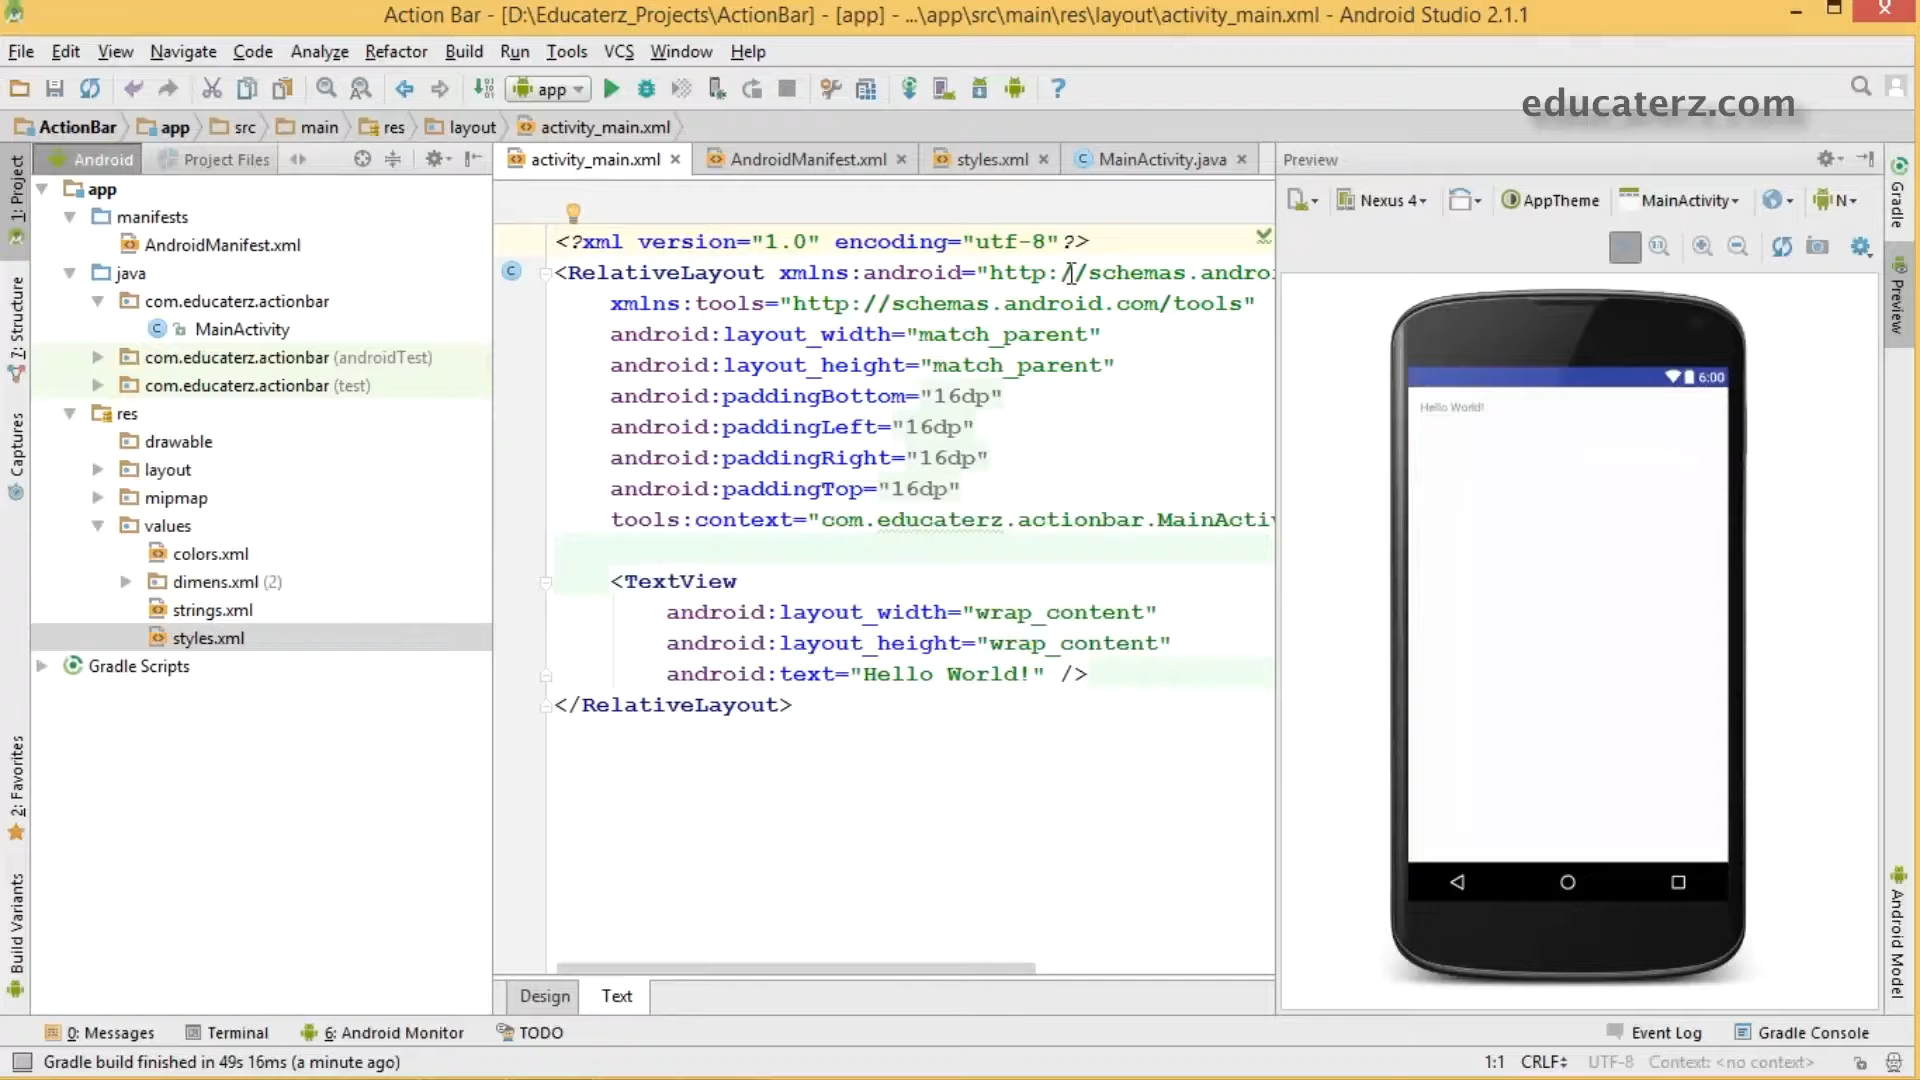 Action Bar - [D:\Educaterz_Projects\ActionBar] - [app] - ...\app\src\main\res\layout\activity_main.xml - Android Studio 2.1.1
File Edit View Navigate Code Analyze Refactor Build Run Tools VCS Window Help
app
educaterz.com
ActionBar app src main res layout activity_main.xml
Android Project Files
activity_main.xml AndroidManifest.xml styles.xml MainActivity.java
Preview
1: Project
7: Structure
Captures
2: Favorites
Build Variants
app
manifests
AndroidManifest.xml
java
com.educaterz.actionbar
MainActivity
com.educaterz.actionbar (androidTest)
com.educaterz.actionbar (test)
res
drawable
layout
mipmap
values
colors.xml
dimens.xml (2)
strings.xml
styles.xml
Gradle Scripts
<?xml version="1.0" encoding="utf-8"?>
<RelativeLayout xmlns:android="http://schemas.andro
xmlns:tools="http://schemas.android.com/tools"
android:layout_width="match_parent"
android:layout_height="match_parent"
android:paddingBottom="16dp"
android:paddingLeft="16dp"
android:paddingRight="16dp"
android:paddingTop="16dp"
tools:context="com.educaterz.actionbar.MainActiv
<TextView
android:layout_width="wrap_content"
android:layout_height="wrap_content"
android:text="Hello World!" />
</RelativeLayout>
Design Text
Nexus 4 AppTheme MainActivity N
6:00
Hello World!
Gradle
Preview
Android Model
0: Messages Terminal 6: Android Monitor TODO Event Log Gradle Console
Gradle build finished in 49s 16ms (a minute ago) 1:1 CRLF UTF-8 Context: <no context>